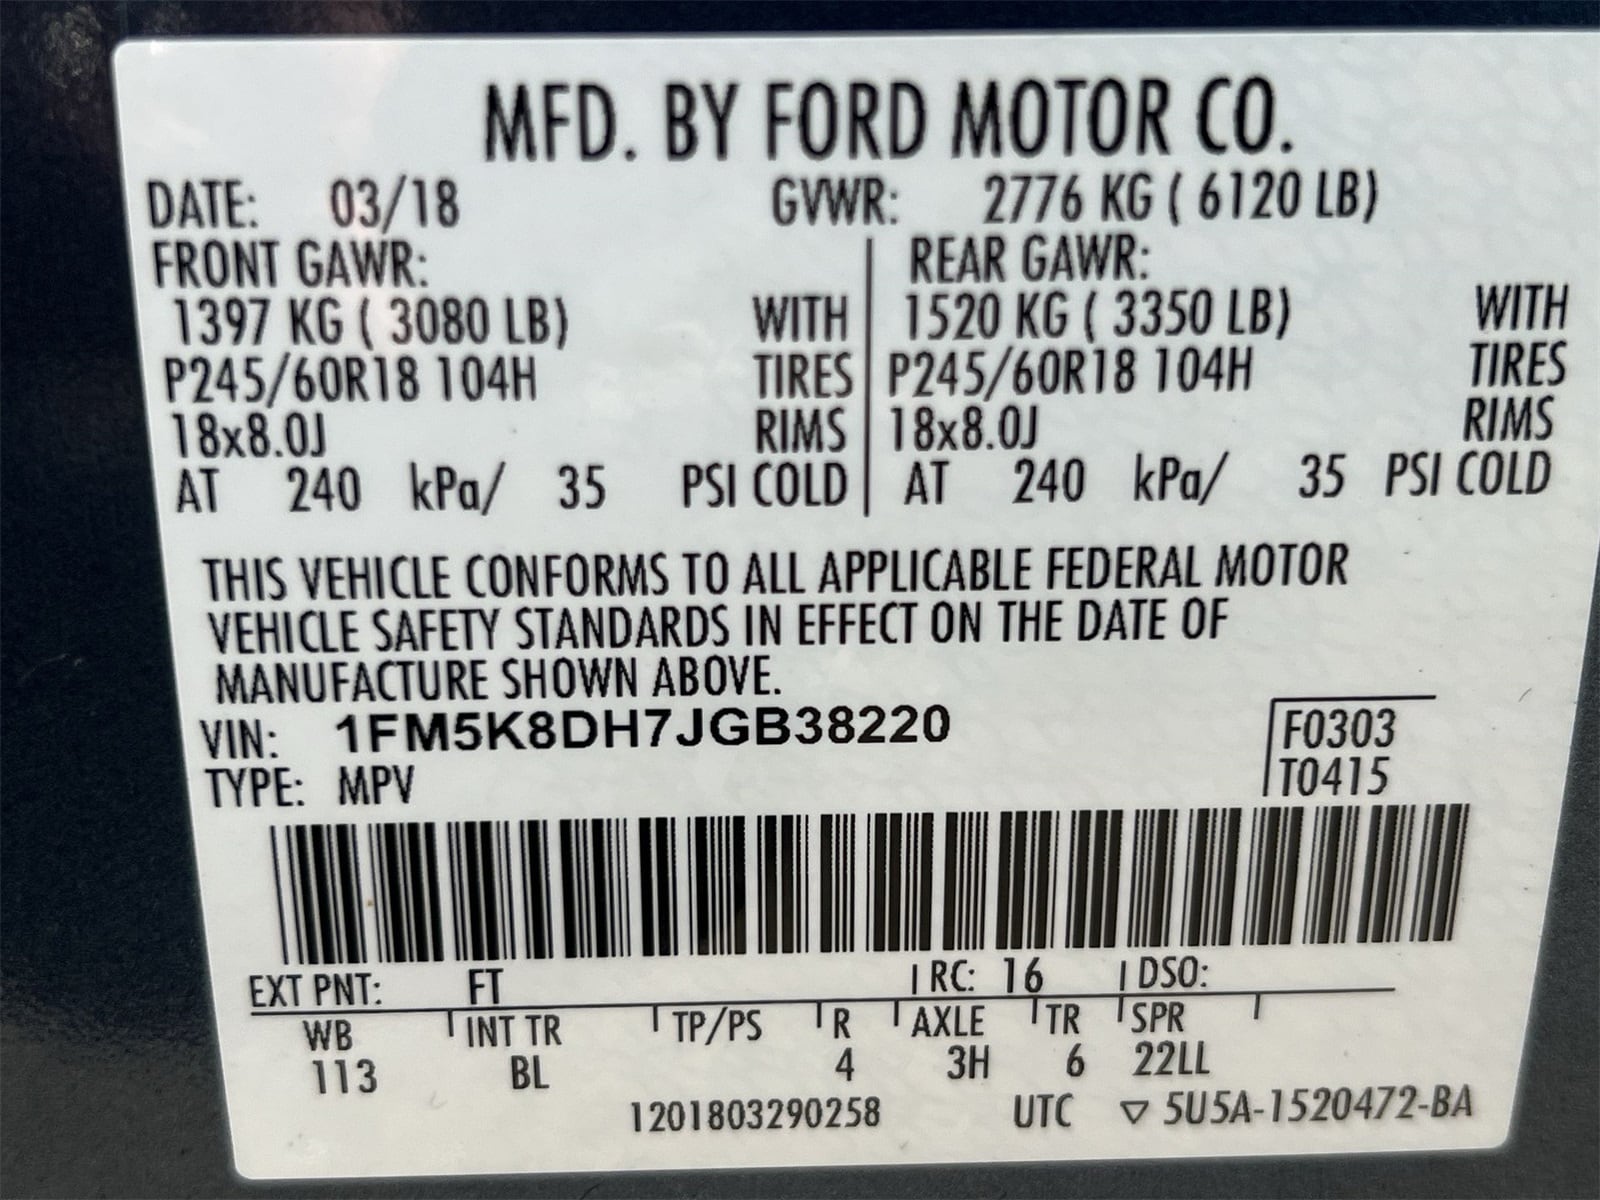 MFD. BY FORD MOTOR CO.
DATE: 03/18 GVWR: 2776 KG ( 6120 LB)
FRONT GAWR: REAR GAWR:
1397 KG ( 3080 LB) WITH 1520 KG ( 3350 LB) WITH
P245/60R18 104H TIRES P245/60R18 104H TIRES
18x8.0J RIMS 18x8.0J RIMS
AT 240 kPa/ 35 PSI COLD AT 240 kPa/ 35 PSI COLD
THIS VEHICLE CONFORMS TO ALL APPLICABLE FEDERAL MOTOR
VEHICLE SAFETY STANDARDS IN EFFECT ON THE DATE OF
MANUFACTURE SHOWN ABOVE.
VIN: 1FM5K8DH7JGB38220 F0303
TYPE: MPV T0415
EXT PNT: FT RC: 16 DSO:
WB INT TR TP/PS R AXLE TR SPR
113 BL 4 3H 6 22LL
1201803290258 UTC ▽ 5U5A-1520472-BA